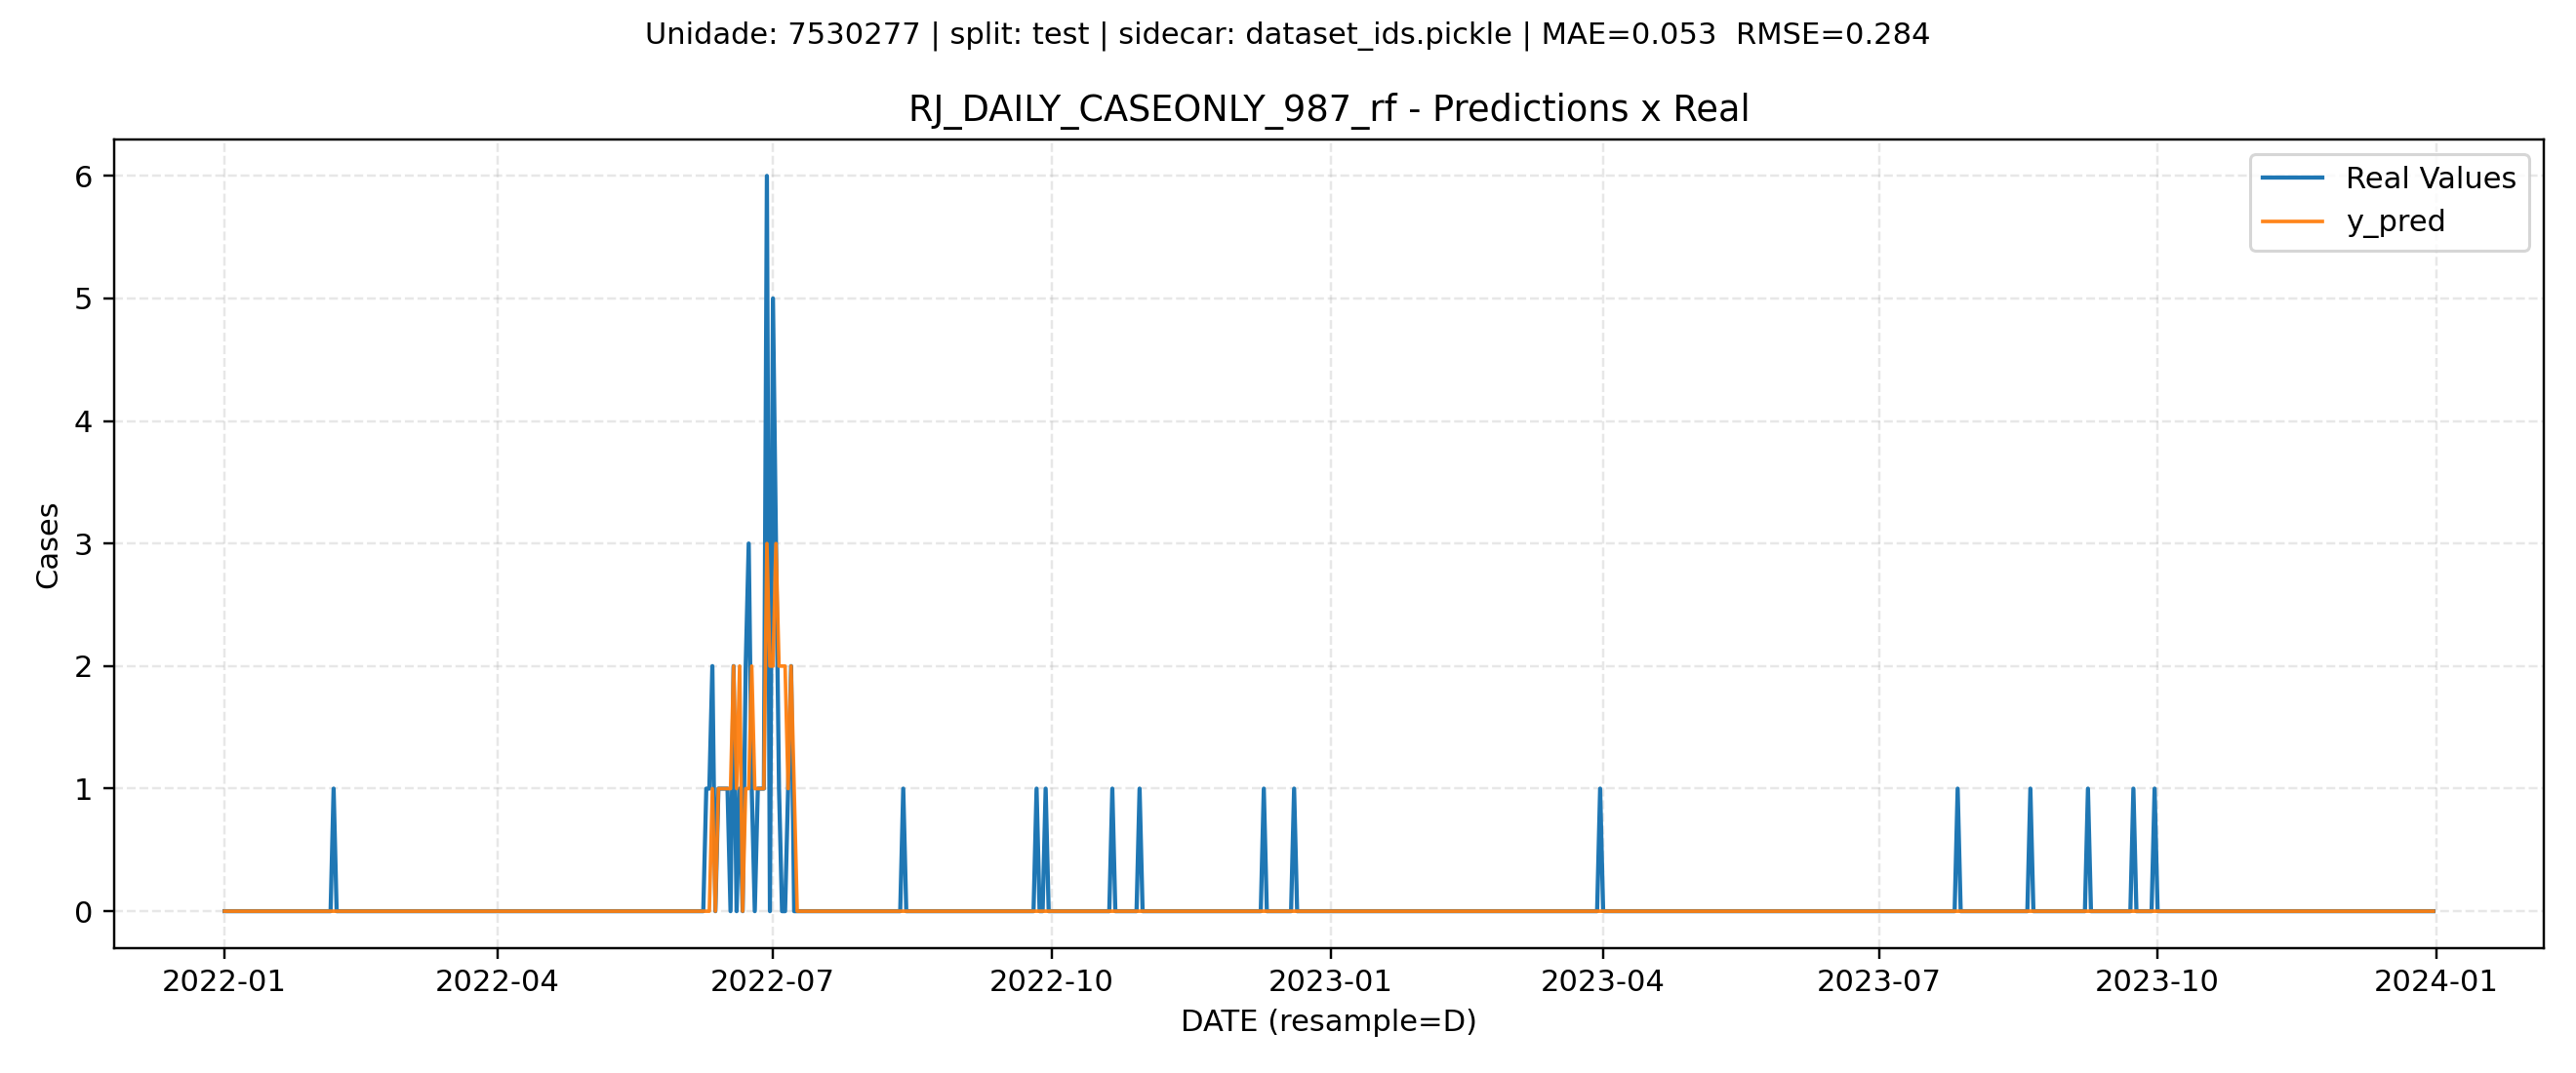 Unidade: 7530277 | split: test | sidecar: dataset_ids.pickle | MAE=0.053  RMSE=0.284
RJ_DAILY_CASEONLY_987_rf - Predictions x Real
Real Values
y_pred
6
5
4
3
2
1
0
Cases
2022-01
2022-04
2022-07
2022-10
2023-01
2023-04
2023-07
2023-10
2024-01
DATE (resample=D)